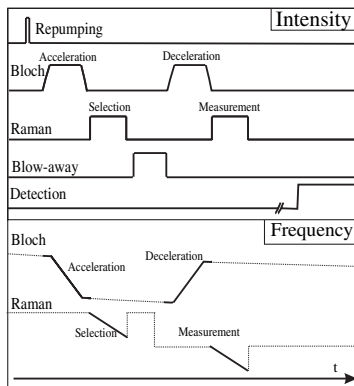 Intensity
Repumping
Acceleration
Deceleration
Bloch
Selection
Measurement
Raman
Blow-away
Detection
Frequency
Bloch
Acceleration
Deceleration
Raman
Selection
Measurement
t